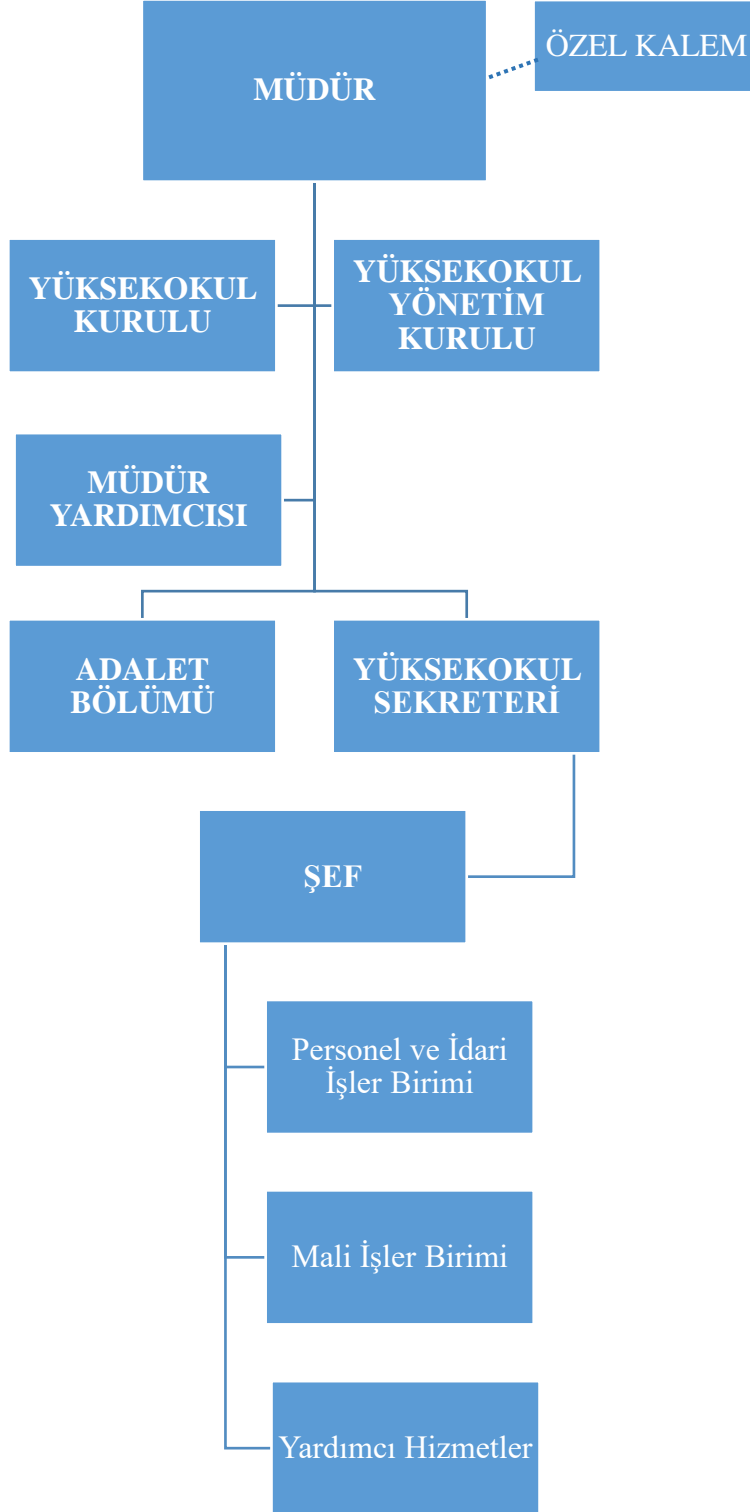 MÜDÜR
ÖZEL KALEM
YÜKSEKOKUL
KURULU
YÜKSEKOKUL
YÖNETİM
KURULU
MÜDÜR
YARDIMCISI
ADALET
BÖLÜMÜ
YÜKSEKOKUL
SEKRETERİ
ŞEF
Personel ve İdari
İşler Birimi
Mali İşler Birimi
Yardımcı Hizmetler